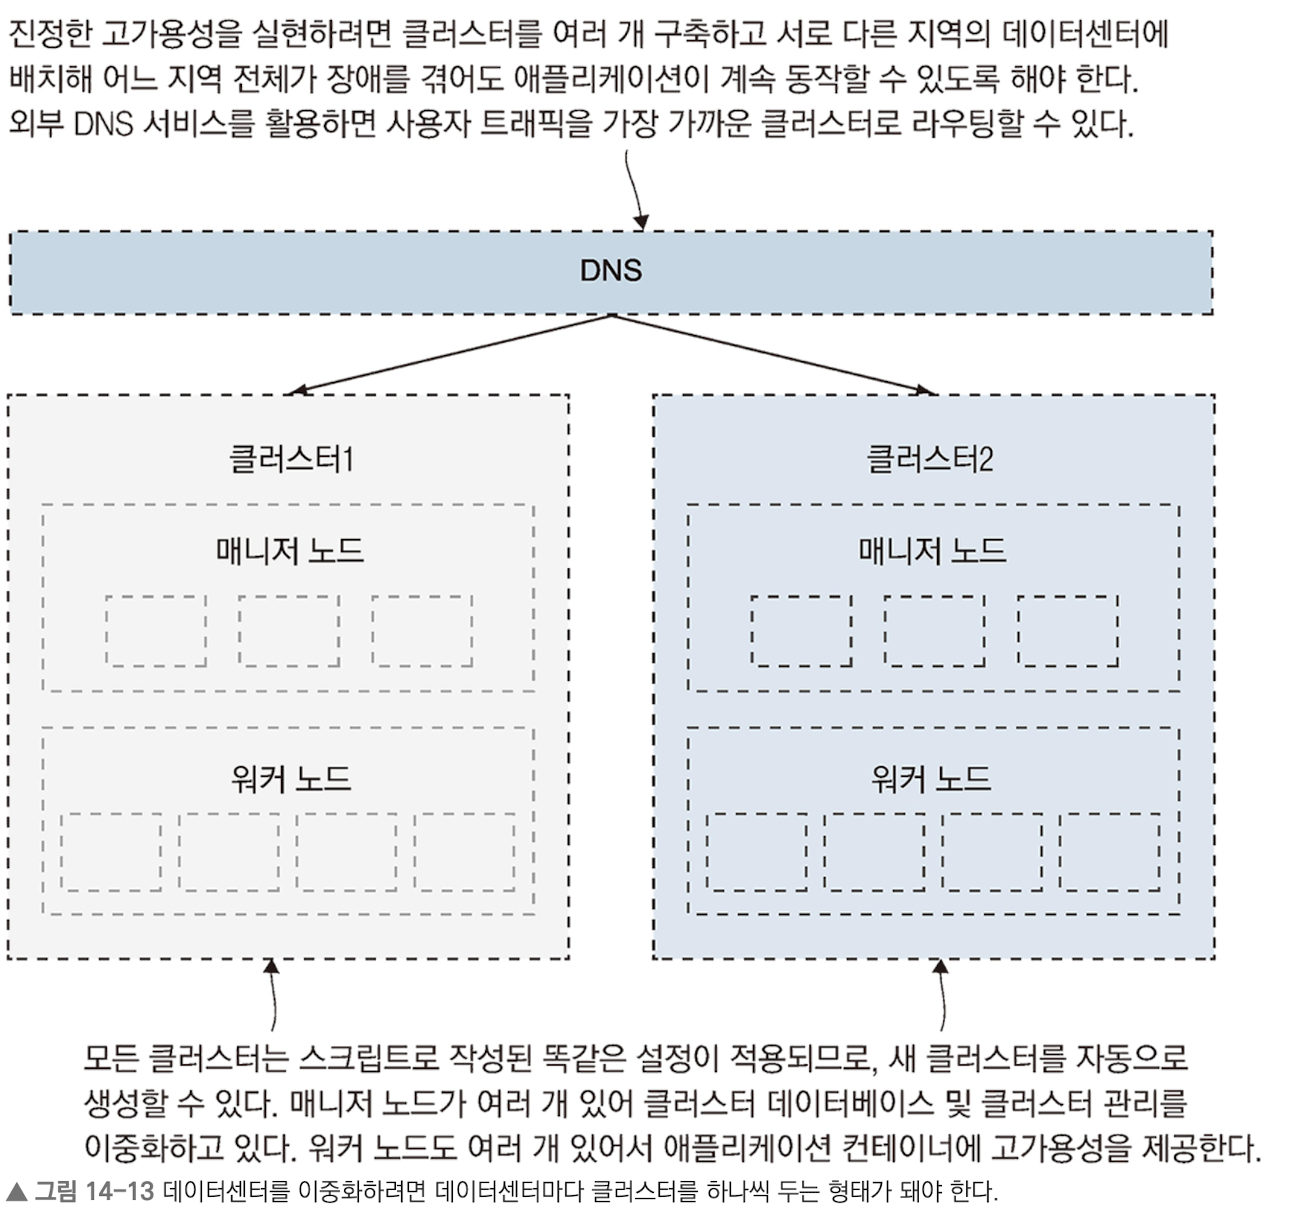 진정한 고가용성을 실현하려면 클러스터를 여러 개 구축하고 서로 다른 지역의 데이터센터에
배치해 어느 지역 전체가 장애를 겪어도 애플리케이션이 계속 동작할 수 있도록 해야 한다.
외부 DNS 서비스를 활용하면 사용자 트래픽을 가장 가까운 클러스터로 라우팅할 수 있다.
DNS
클러스터1
매니저 노드
워커 노드
클러스터2
매니저 노드
워커 노드
모든 클러스터는 스크립트로 작성된 똑같은 설정이 적용되므로, 새 클러스터를 자동으로
생성할 수 있다. 매니저 노드가 여러 개 있어 클러스터 데이터베이스 및 클러스터 관리를
이중화하고 있다. 워커 노드도 여러 개 있어서 애플리케이션 컨테이너에 고가용성을 제공한다.
▲ 그림 14-13 데이터센터를 이중화하려면 데이터센터마다 클러스터를 하나씩 두는 형태가 돼야 한다.